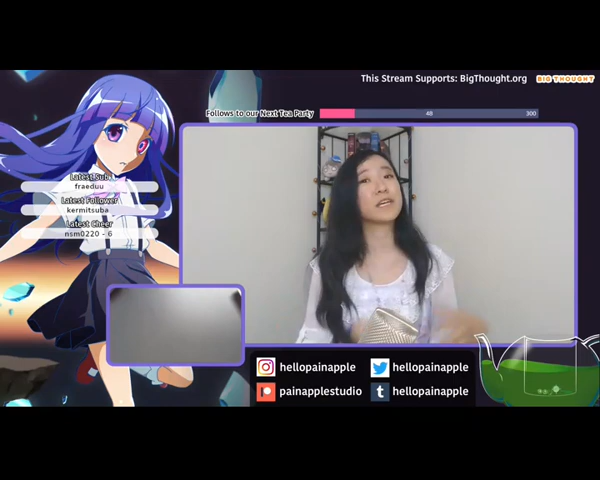 This Stream Supports: BigThought.org
BIG THOUGHT
Follows to our Next Tea Party
48
300
Latest Sub
fraeduu
Latest Follower
kermitsuba
Latest Cheer
nsm0220 - 6
hellopainapple
hellopainapple
painapplestudio
hellopainapple